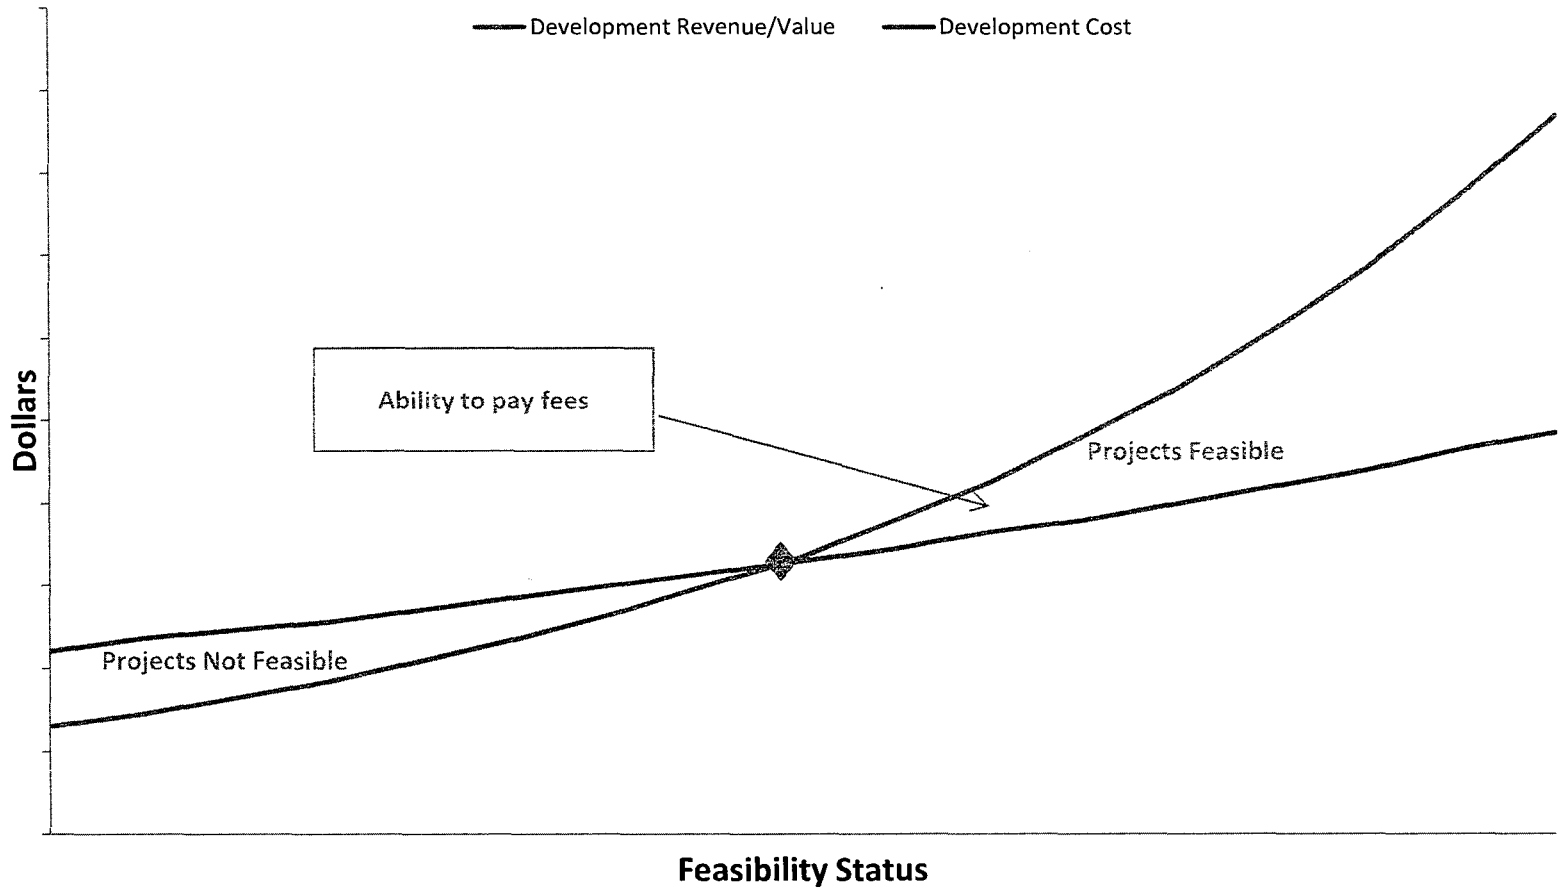 Development Revenue/Value
Development Cost
Dollars
Ability to pay fees
Projects Feasible
Projects Not Feasible
Feasibility Status